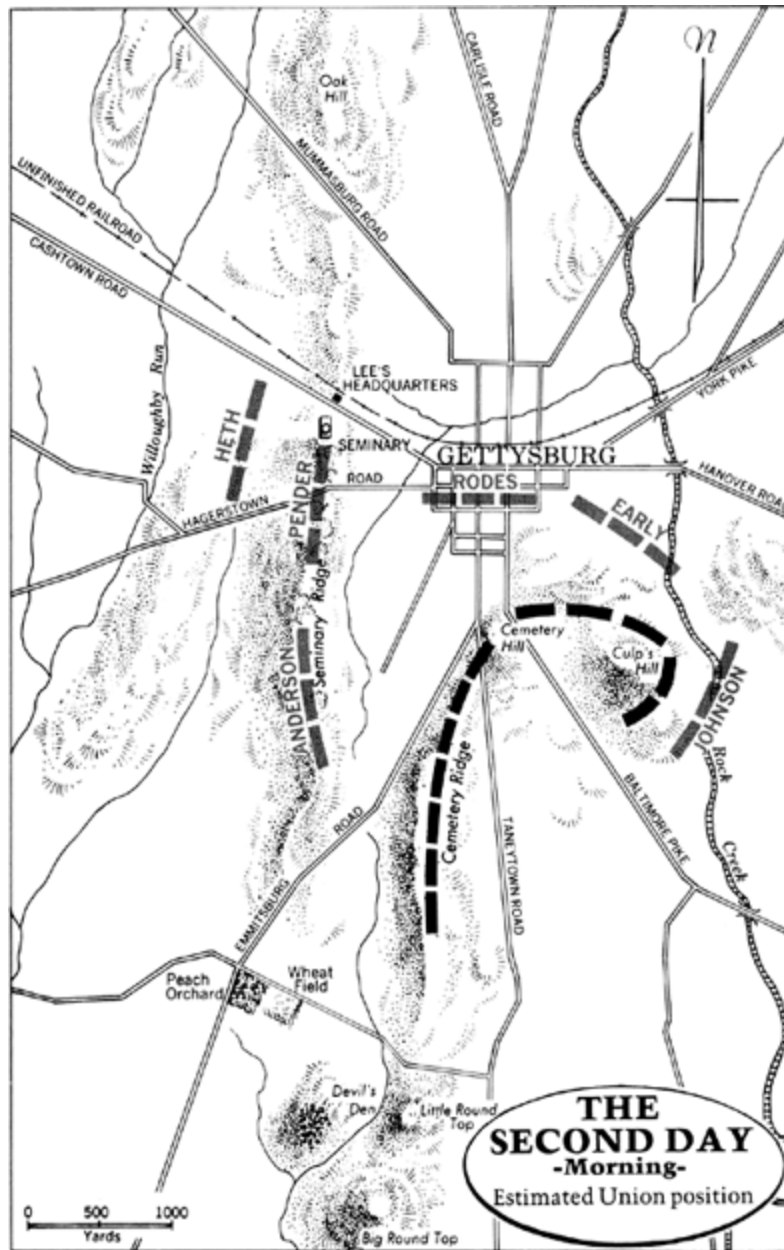 N
CARLISLE ROAD
Oak
Hill
MUMMASBURG ROAD
UNFINISHED RAILROAD
CASHTOWN ROAD
Willoughby Run
LEE'S
HEADQUARTERS
YORK PIKE
HETH
SEMINARY
GETTYSBURG
HANOVER ROAD
HAGERSTOWN
ROAD
PENDER
RODES
EARLY
Seminary Ridge
ANDERSON
Cemetery
Hill
Culp's
Hill
JOHNSON
Rock
Creek
Cemetery Ridge
TANEYTOWN ROAD
BALTIMORE PIKE
EMMITSBURG
ROAD
Peach
Orchard
Wheat
Field
Devil's
Den
Little Round
Top
Big Round Top
THE
SECOND DAY
-Morning-
Estimated Union position
0 500 1000
Yards